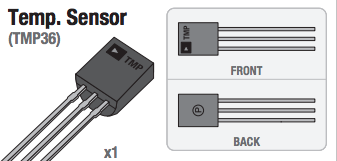 Temp. Sensor
(TMP36)
TMP
x1
TMP
FRONT
P
BACK